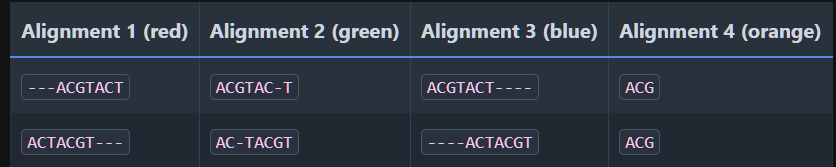 Alignment 1 (red) Alignment 2 (green) Alignment 3 (blue) Alignment 4 (orange)
---ACGTACT ACGTAC-T ACGTACT---- ACG
ACTACGT--- AC-TACGT ----ACTACGT ACG